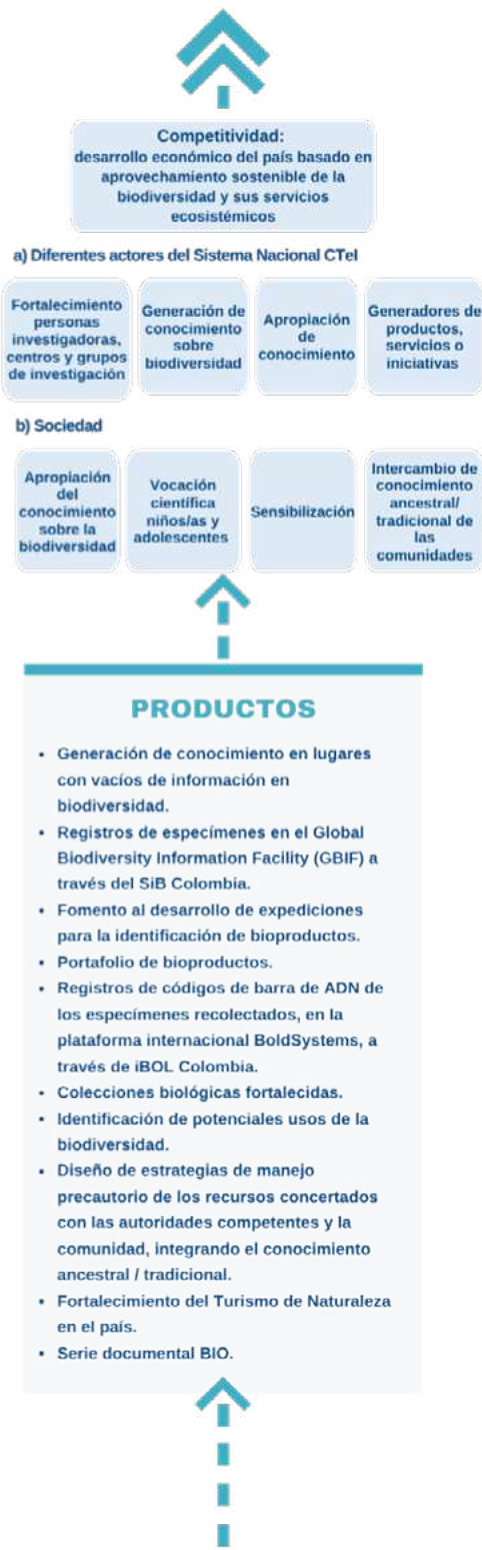 Competitividad:
desarrollo económico del país basado en
aprovechamiento sostenible de la
biodiversidad y sus servicios
ecosistémicos
a) Diferentes actores del Sistema Nacional CTeI
Fortalecimiento
personas
investigadoras,
centros y grupos
de investigación
Generación de
conocimiento
sobre
biodiversidad
Apropiación
de
conocimiento
Generadores de
productos,
servicios o
iniciativas
b) Sociedad
Apropiación
del
conocimiento
sobre la
biodiversidad
Vocación
científica
niños/as y
adolescentes
Sensibilización
Intercambio de
conocimiento
ancestral/
tradicional de
las
comunidades
PRODUCTOS
• Generación de conocimiento en lugares
con vacíos de información en
biodiversidad.
• Registros de especímenes en el Global
Biodiversity Information Facility (GBIF) a
través del SiB Colombia.
• Fomento al desarrollo de expediciones
para la identificación de bioproductos.
• Portafolio de bioproductos.
• Registros de códigos de barra de ADN de
los especímenes recolectados, en la
plataforma internacional BoldSystems, a
través de iBOL Colombia.
• Colecciones biológicas fortalecidas.
• Identificación de potenciales usos de la
biodiversidad.
• Diseño de estrategias de manejo
precautorio de los recursos concertados
con las autoridades competentes y la
comunidad, integrando el conocimiento
ancestral / tradicional.
• Fortalecimiento del Turismo de Naturaleza
en el país.
• Serie documental BIO.